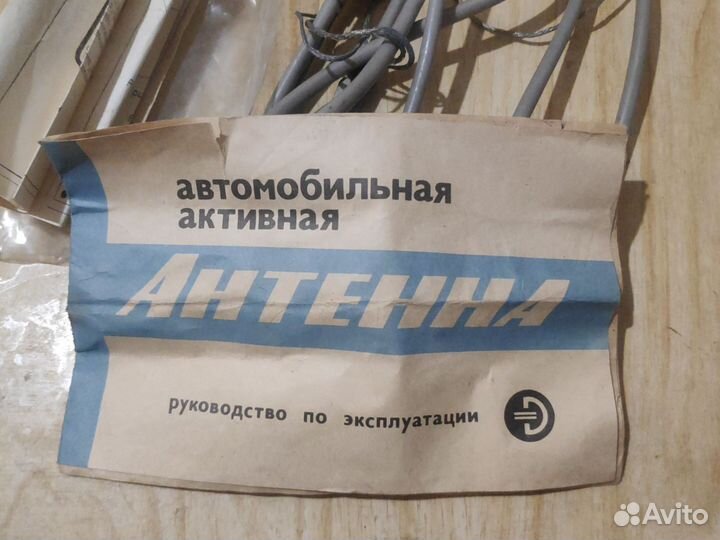 автомобильная
активная
Антенна
руководство по эксплуатации
Avito